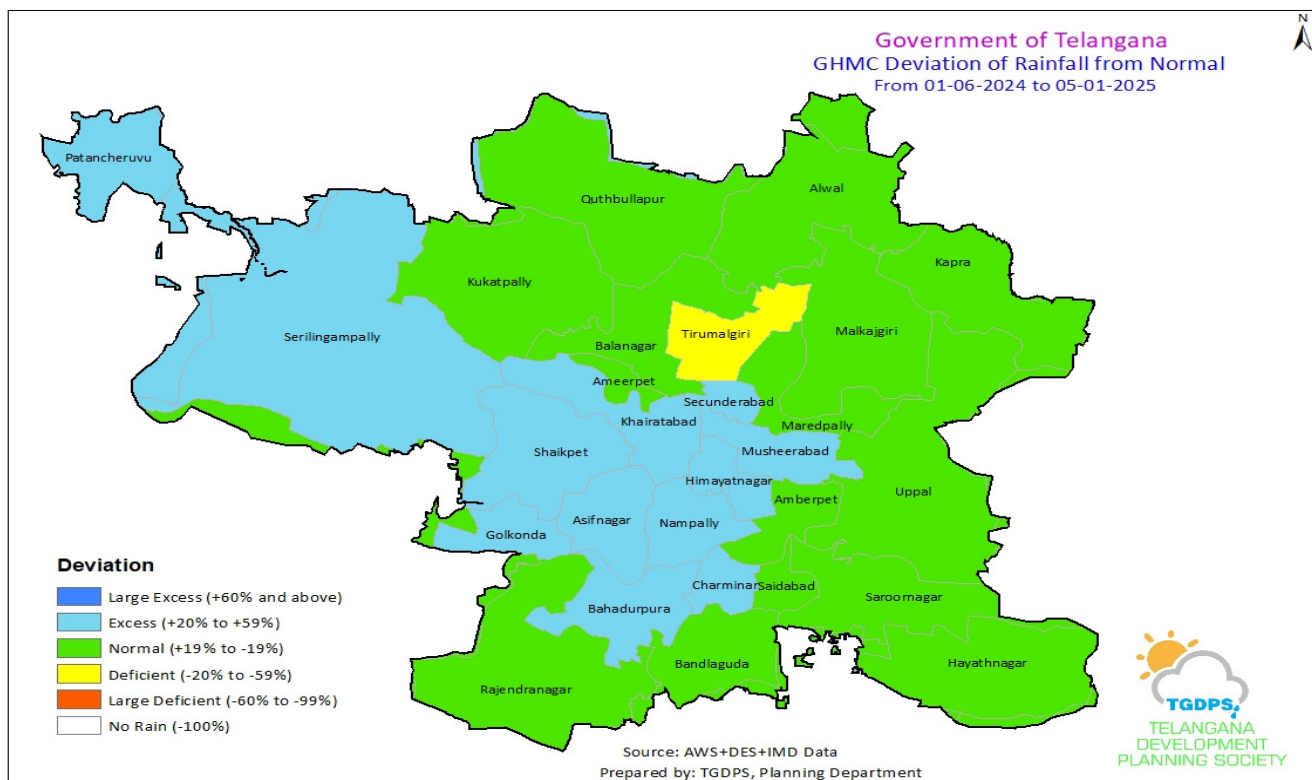 N
Government of Telangana
GHMC Deviation of Rainfall from Normal
From 01-06-2024 to 05-01-2025
Patancheruvu
Quthbullapur
Alwal
Kapra
Kukatpally
Serilingampally
Tirumalgiri
Malkajgiri
Balanagar
Ameerpet
Secunderabad
Khairatabad
Maredpally
Shaikpet
Musheerabad
Himayatnagar
Uppal
Amberpet
Asifnagar
Nampally
Golkonda
Charminar
Saidabad
Saroornagar
Bahadurpura
Bandlaguda
Hayathnagar
Rajendranagar
Deviation
Large Excess (+60% and above)
Excess (+20% to +59%)
Normal (+19% to -19%)
Deficient (-20% to -59%)
Large Deficient (-60% to -99%)
No Rain (-100%)
TGDPS
TELANGANA
DEVELOPMENT
PLANNING SOCIETY
Source: AWS+DES+IMD Data
Prepared by: TGDPS, Planning Department